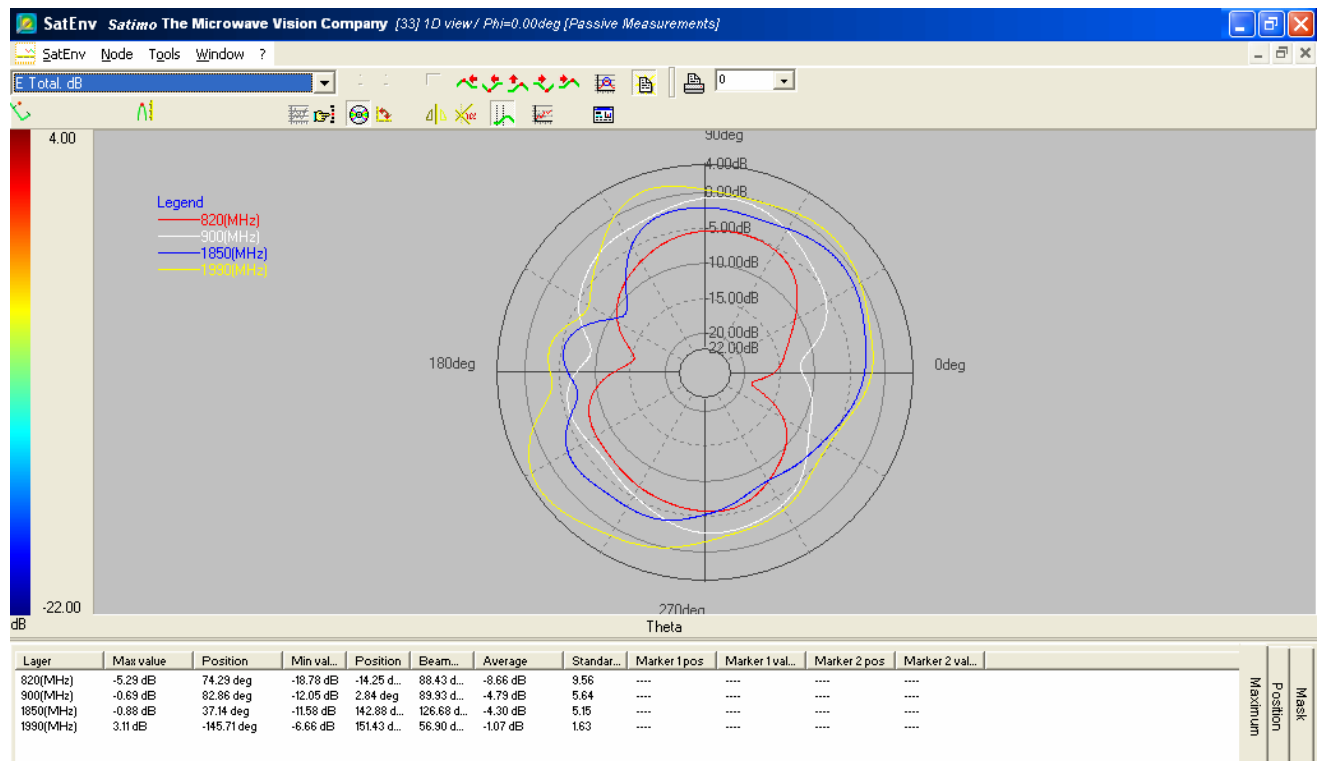 SatEnv Satimo The Microwave Vision Company [33] 1D view / Phi=0.00deg [Passive Measurements]
SatEnv Node Tools Window ?
E Total. dB
0
4.00
90deg
4.00dB
0.00dB
-5.00dB
-10.00dB
-15.00dB
-20.00dB
-22.00dB
Legend
820(MHz)
900(MHz)
1850(MHz)
1990(MHz)
180deg
0deg
270deg
-22.00
dB
Theta
Layer Max value Position Min val... Position Beam... Average Standar... Marker 1 pos Marker 1 val... Marker 2 pos Marker 2 val...
820(MHz) -5.29 dB 74.29 deg -18.78 dB -14.25 d... 88.43 d... -8.66 dB 9.56 ---- ---- ---- ----
900(MHz) -0.69 dB 82.86 deg -12.05 dB 2.84 deg 89.93 d... -4.79 dB 5.64 ---- ---- ---- ----
1850(MHz) -0.88 dB 37.14 deg -11.58 dB 142.88 d... 126.68 d... -4.30 dB 5.15 ---- ---- ---- ----
1990(MHz) 3.11 dB -145.71 deg -6.66 dB 151.43 d... 56.90 d... -1.07 dB 1.63 ---- ---- ---- ----
Maximum
Position
Mask